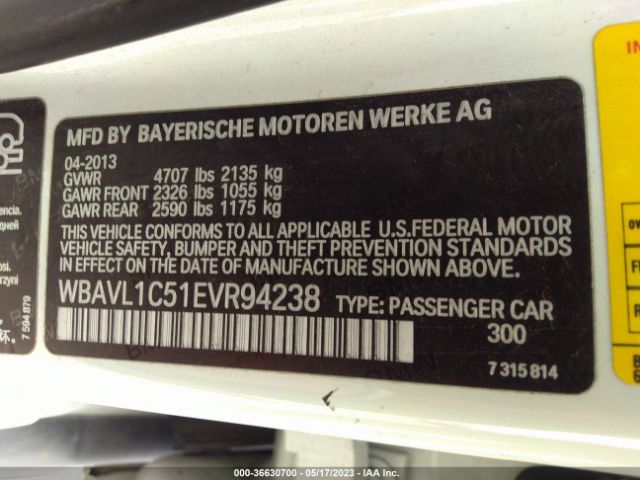 MFD BY BAYERISCHE MOTOREN WERKE AG
04-2013
GVWR 4707 lbs 2135 kg
GAWR FRONT 2326 lbs 1055 kg
GAWR REAR 2590 lbs 1175 kg
THIS VEHICLE CONFORMS TO ALL APPLICABLE U.S.FEDERAL MOTOR
VEHICLE SAFETY, BUMPER AND THEFT PREVENTION STANDARDS
IN EFFECT ON THE DATE OF MANUFACTURE SHOWN ABOVE.
WBAVL1C51EVR94238 TYPE: PASSENGER CAR
300
7 315 814
7 594 879
000-36630700 - 05/17/2023 - IAA Inc.